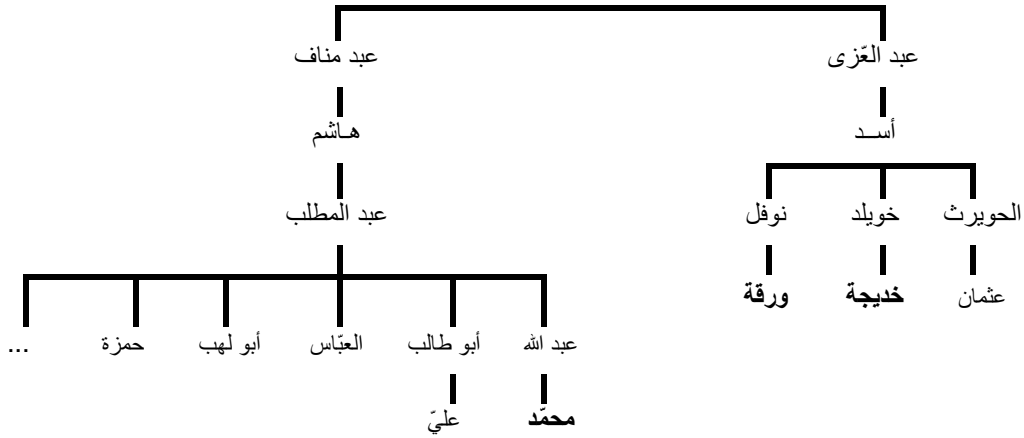 عبد العّزى عبد مناف
أســد هـاشم
الحويرث خويلد نوفل عبد المطلب
عثمان خديجة ورقة
عبد الله أبو طالب العبّاس أبو لهب حمزة ...
محمّد عليّ